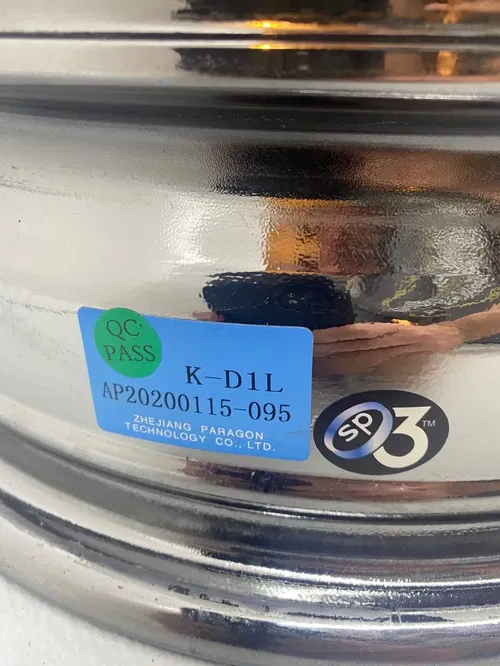 QC
PASS
K-D1L
AP20200115-095
ZHEJIANG PARAGON
TECHNOLOGY CO., LTD.
sp3™